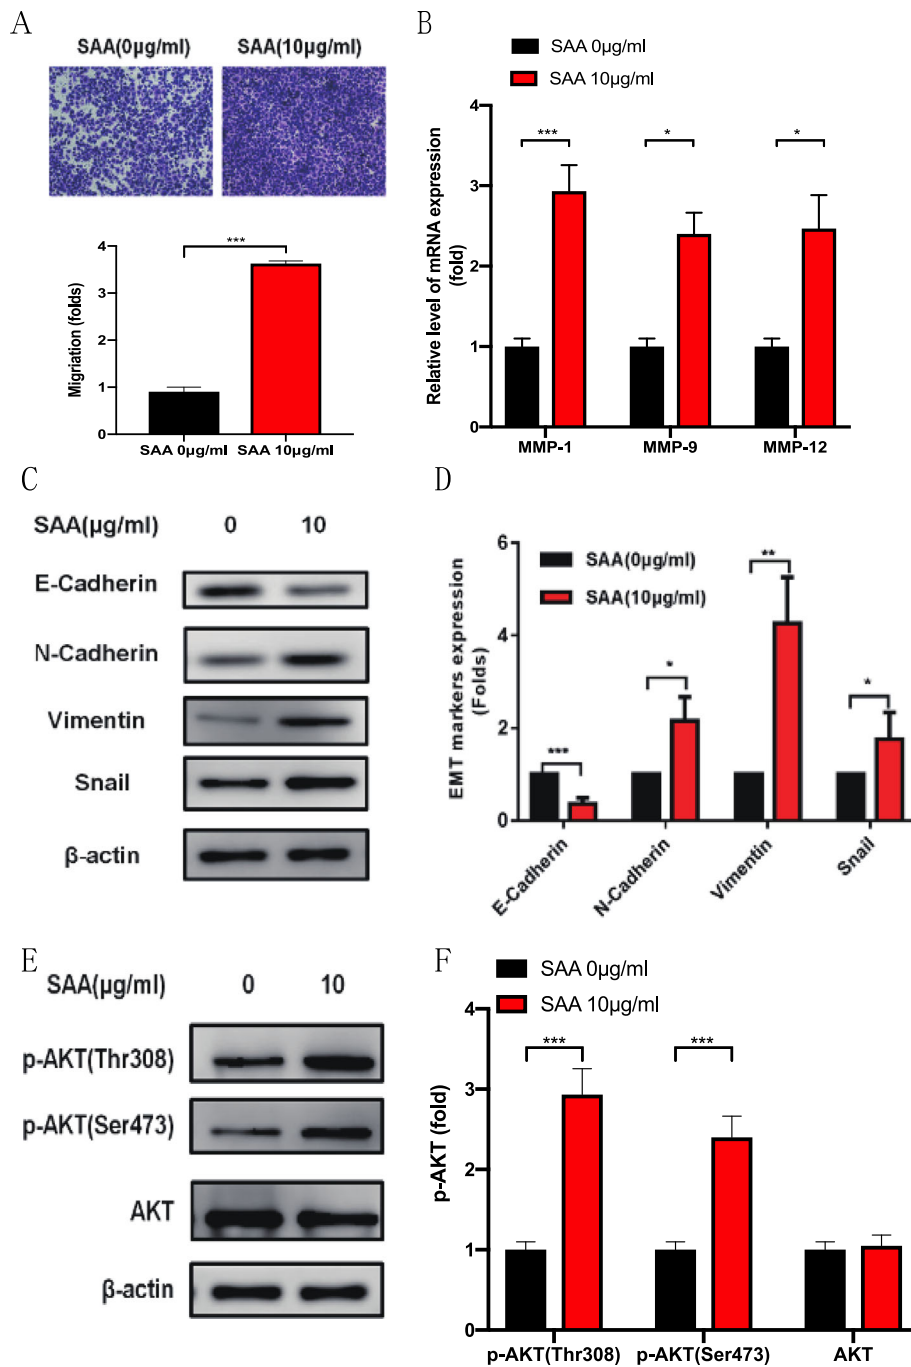 A
SAA(0μg/ml)
SAA(10μg/ml)
Migriation (folds)
4
3
2
1
0
***
SAA 0μg/ml
SAA 10μg/ml
B
SAA 0μg/ml
SAA 10μg/ml
Relative level of mRNA expression
(fold)
4
3
2
1
0
***
*
*
MMP-1
MMP-9
MMP-12
C
SAA(μg/ml)
0
10
E-Cadherin
N-Cadherin
Vimentin
Snail
β-actin
D
SAA(0μg/ml)
SAA(10μg/ml)
EMT markers expression
(Folds)
6
4
2
0
***
*
**
*
E-Cadherin
N-Cadherin
Vimentin
Snail
E
SAA(μg/ml)
0
10
p-AKT(Thr308)
p-AKT(Ser473)
AKT
β-actin
F
SAA 0μg/ml
SAA 10μg/ml
p-AKT (fold)
4
3
2
1
0
***
***
p-AKT(Thr308)
p-AKT(Ser473)
AKT